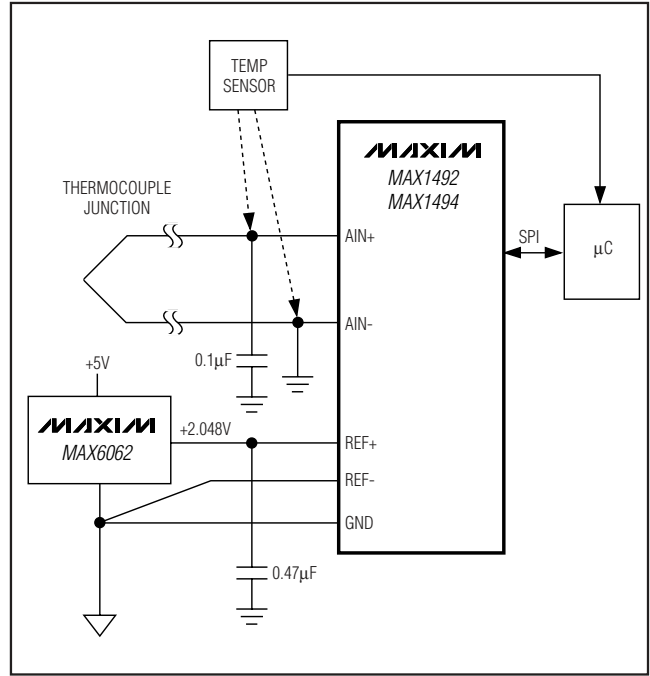 TEMP
SENSOR
MAXIM
MAX1492
MAX1494
THERMOCOUPLE
JUNCTION
AIN+
SPI
µC
AIN-
0.1µF
+5V
MAXIM
MAX6062
+2.048V
REF+
REF-
GND
0.47µF